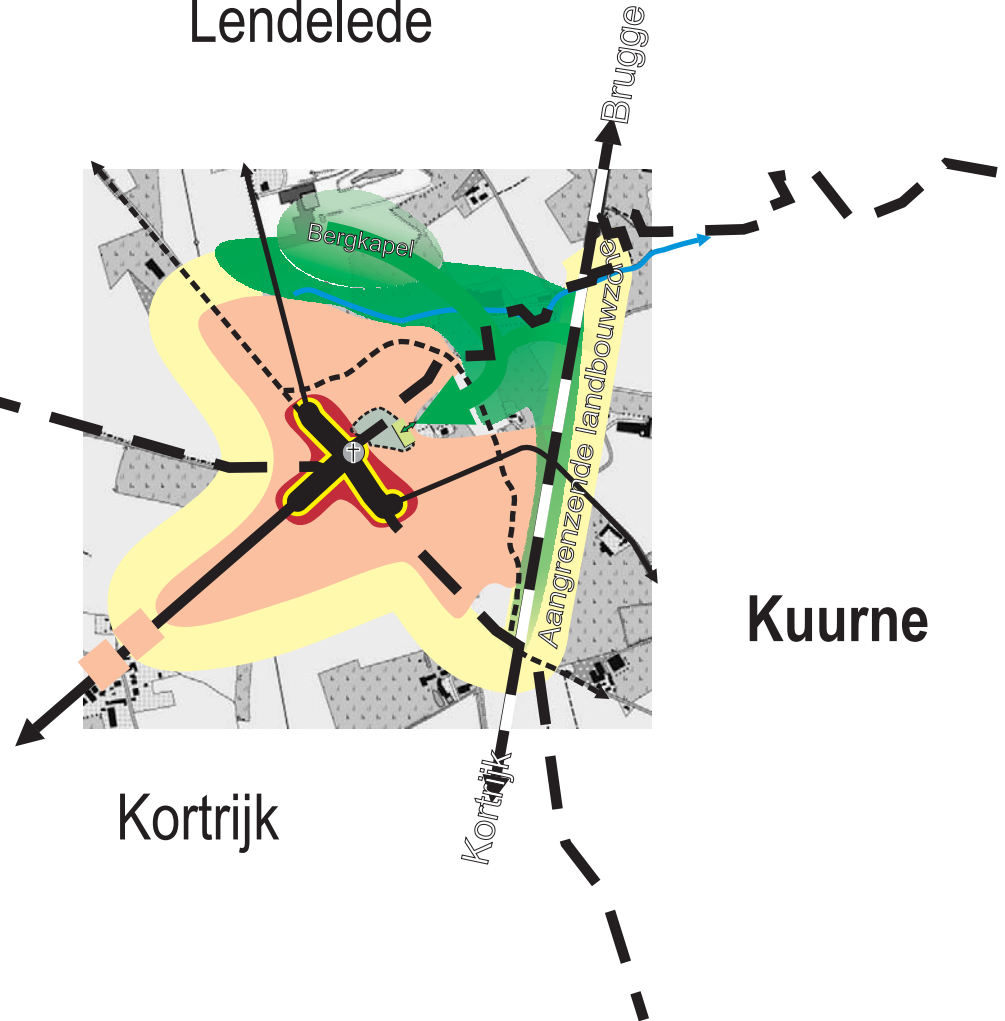 Lendelede
Brugge
Bergkapel
Aangrenzende landbouwzone
Kuurne
Kortrijk
Kortrijk